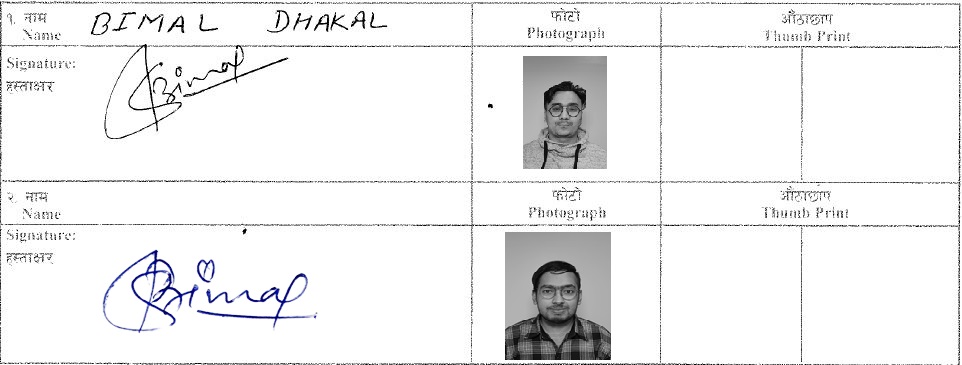 १. नाम BIMAL DHAKAL फोटो औंठाछाप
Name Photograph Thumb Print
Signature: Bimal
हस्ताक्षर
२. नाम फोटो औंठाछाप
Name Photograph Thumb Print
Signature:
हस्ताक्षर Bimal